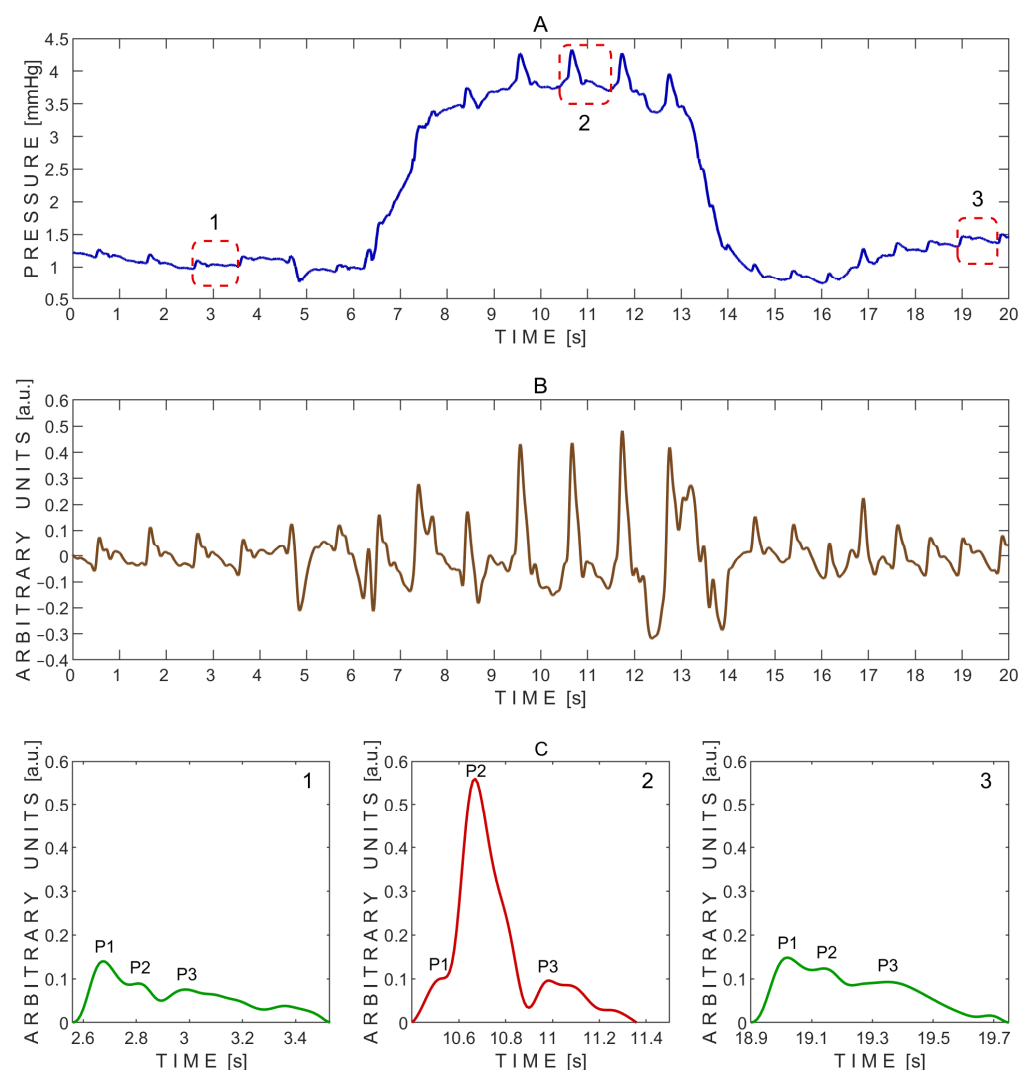 A
PRESSURE [mmHg]
4.5
4
3.5
3
2.5
2
1.5
1
0.5
1
2
3
0 1 2 3 4 5 6 7 8 9 10 11 12 13 14 15 16 17 18 19 20
TIME [s]
B
ARBITRARY UNITS [a.u.]
0.6
0.5
0.4
0.3
0.2
0.1
0
−0.1
−0.2
−0.3
−0.4
0 1 2 3 4 5 6 7 8 9 10 11 12 13 14 15 16 17 18 19 20
TIME [s]
C
ARBITRARY UNITS [a.u.]
0.6
0.5
0.4
0.3
0.2
0.1
0
1
P1
P2
P3
2.6 2.8 3 3.2 3.4
TIME [s]
ARBITRARY UNITS [a.u.]
0.6
0.5
0.4
0.3
0.2
0.1
0
2
P2
P1
P3
10.6 10.8 11 11.2 11.4
TIME [s]
ARBITRARY UNITS [a.u.]
0.6
0.5
0.4
0.3
0.2
0.1
0
3
P1
P2
P3
18.9 19.1 19.3 19.5 19.7
TIME [s]